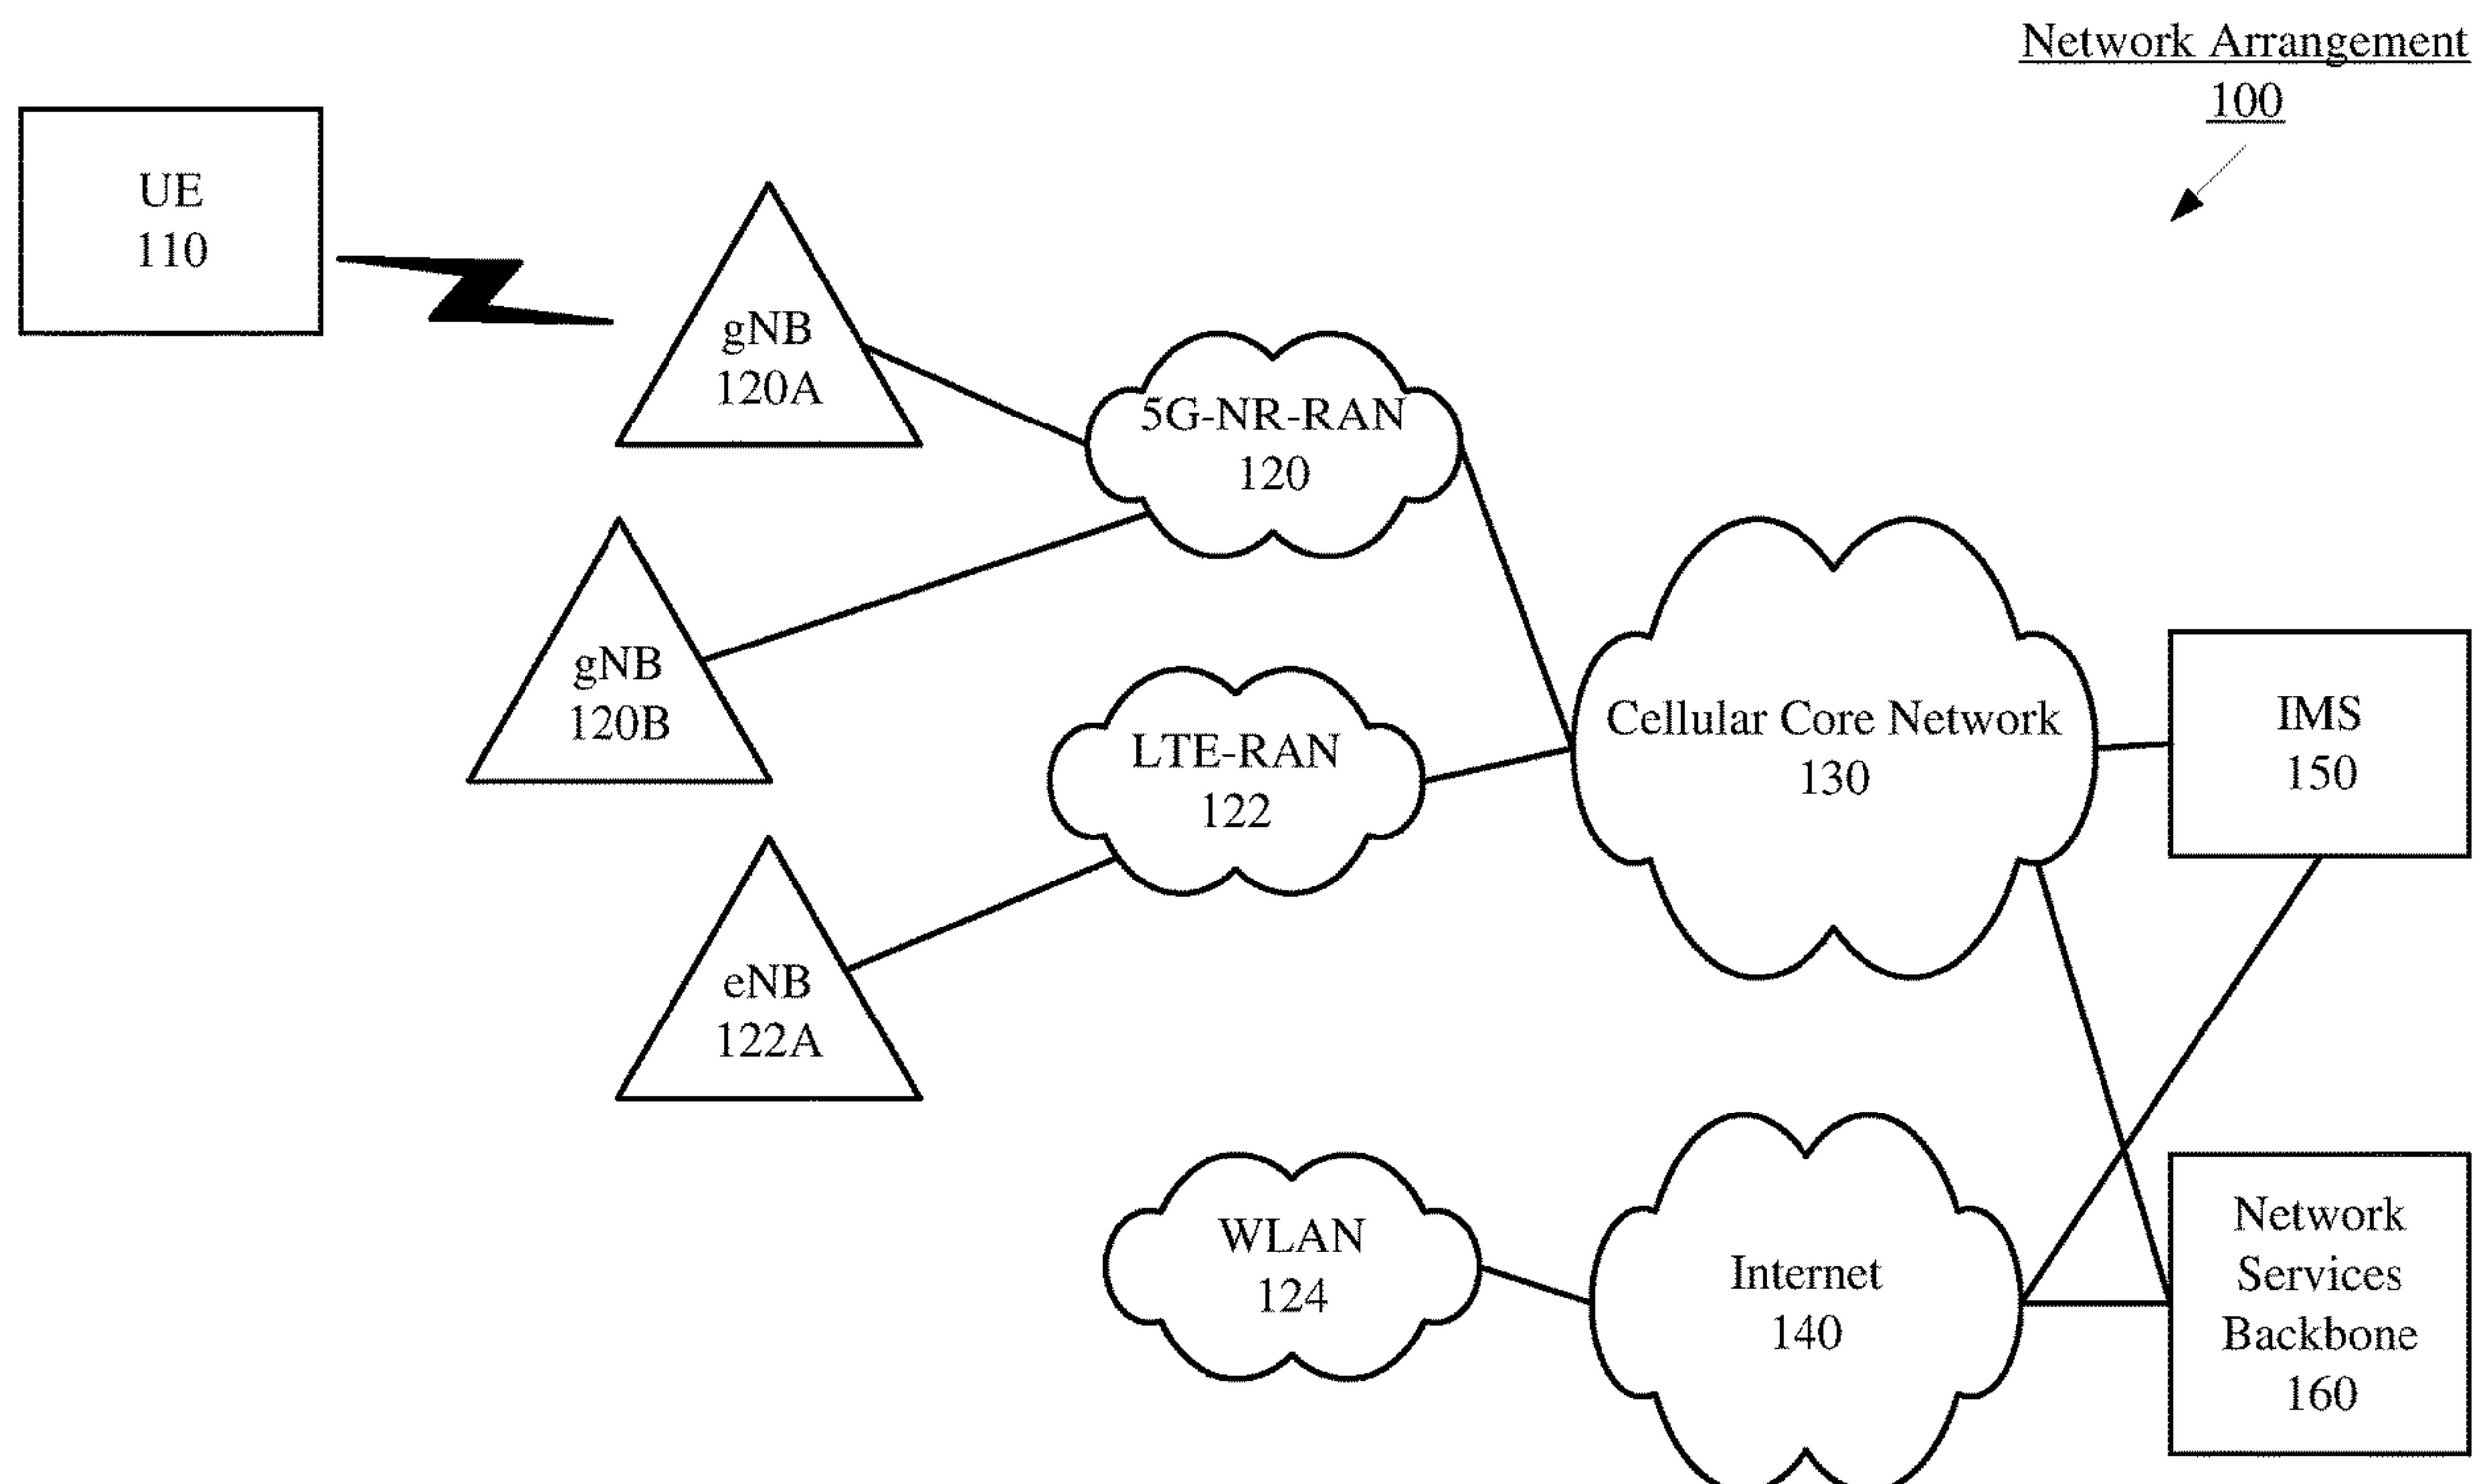 Network Arrangement
100
UE
110
gNB
120A
5G-NR-RAN
120
gNB
120B
LTE-RAN
122
Cellular Core Network
130
IMS
150
eNB
122A
WLAN
124
Internet
140
Network
Services
Backbone
160